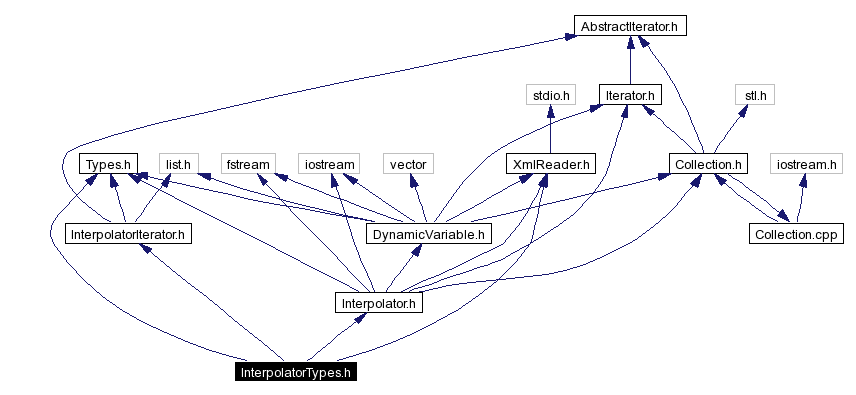 AbstractIterator.h
stdio.h
Iterator.h
stl.h
Types.h
list.h
fstream
iostream
vector
XmlReader.h
Collection.h
iostream.h
InterpolatorIterator.h
DynamicVariable.h
Collection.cpp
Interpolator.h
InterpolatorTypes.h